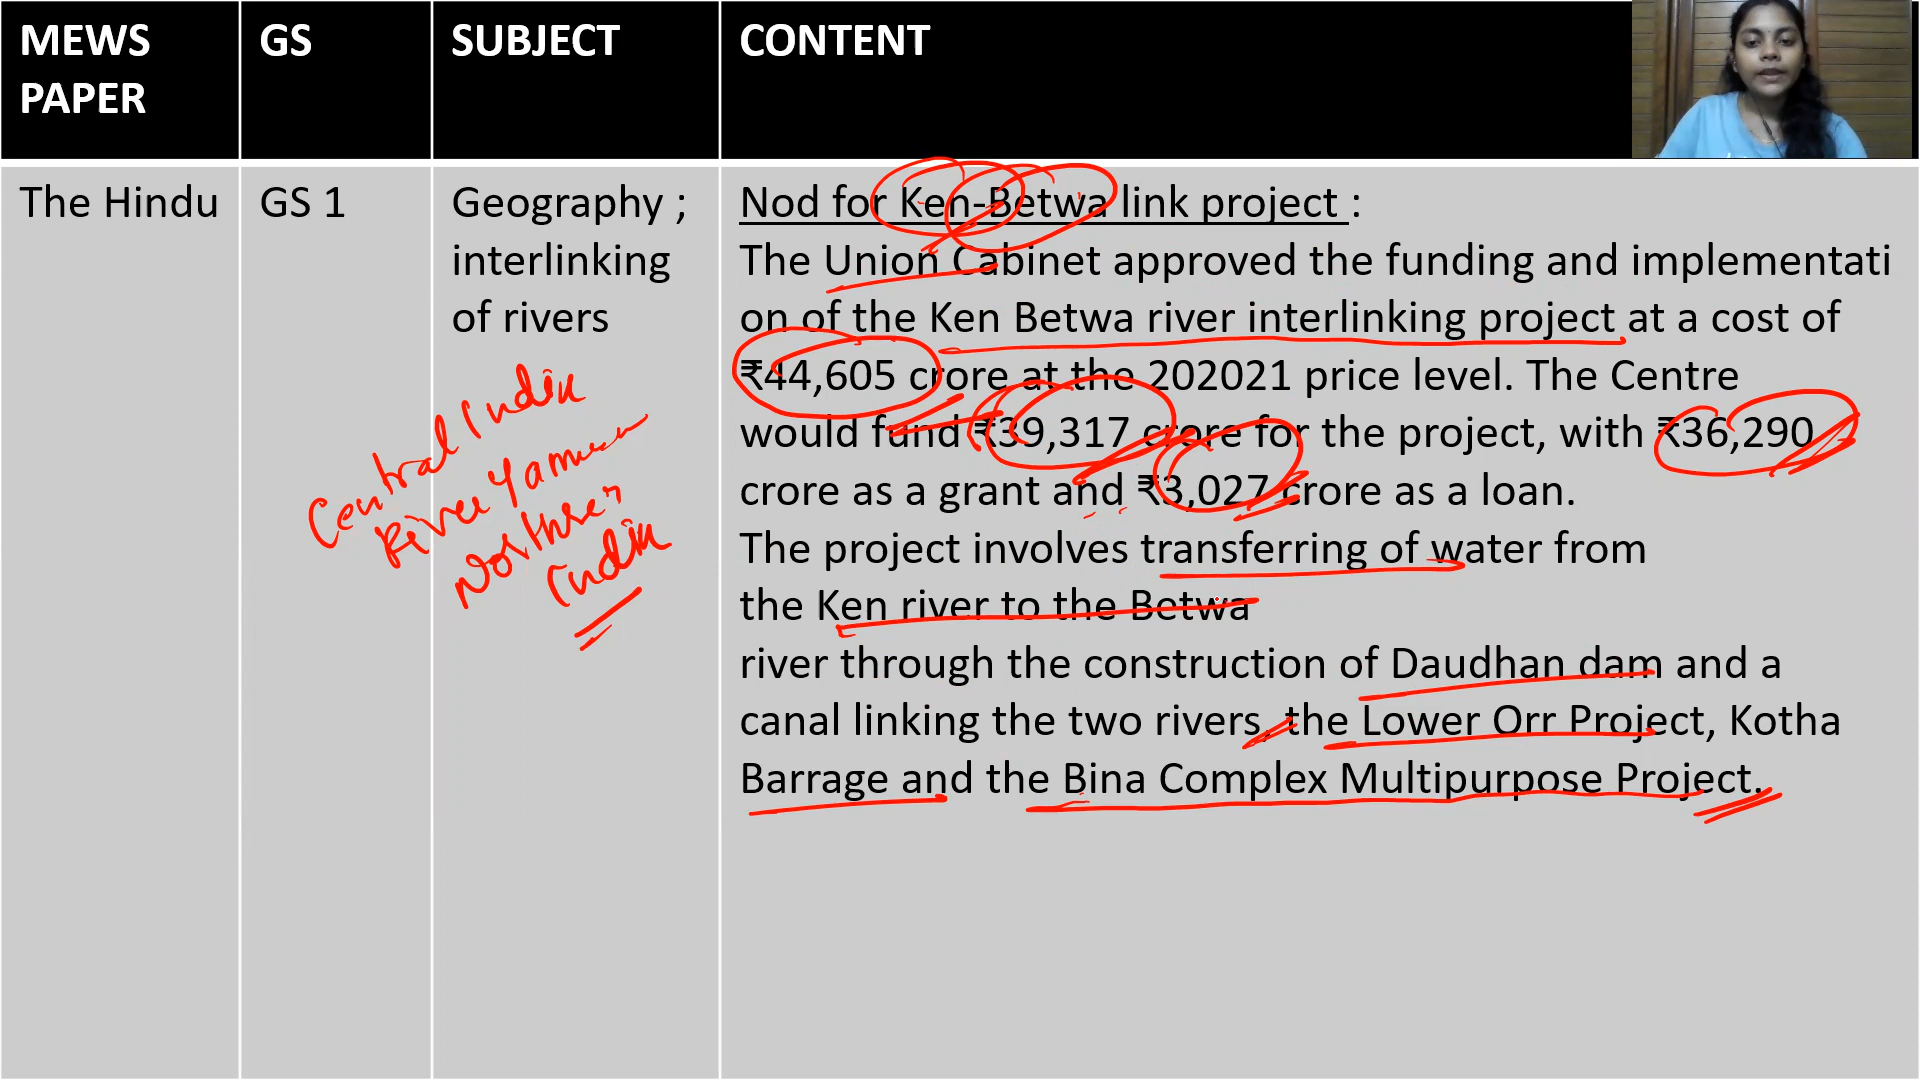 MEWS PAPER
GS
SUBJECT
CONTENT
The Hindu
GS 1
Geography ;
interlinking
of rivers
Nod for Ken-Betwa link project :
The Union Cabinet approved the funding and implementati
on of the Ken Betwa river interlinking project at a cost of
₹44,605 crore at the 202021 price level. The Centre
would fund ₹39,317 crore for the project, with ₹36,290
crore as a grant and ₹3,027 crore as a loan.
The project involves transferring of water from
the Ken river to the Betwa
river through the construction of Daudhan dam and a
canal linking the two rivers, the Lower Orr Project, Kotha
Barrage and the Bina Complex Multipurpose Project.
Central India
River Yamuna
Northern
India